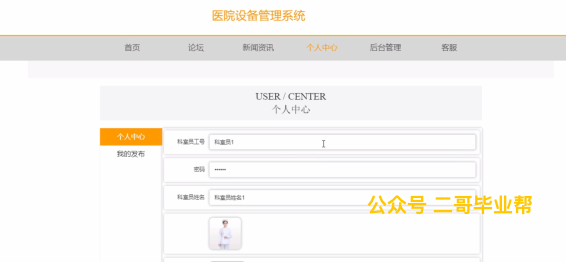 医院设备管理系统
首页 论坛 新闻资讯 个人中心 后台管理 客服
USER / CENTER
个人中心
个人中心
我的发布
科室员工号 科室员1
密码 ••••••
科室员姓名 科室员姓名1
公众号 二哥毕业帮